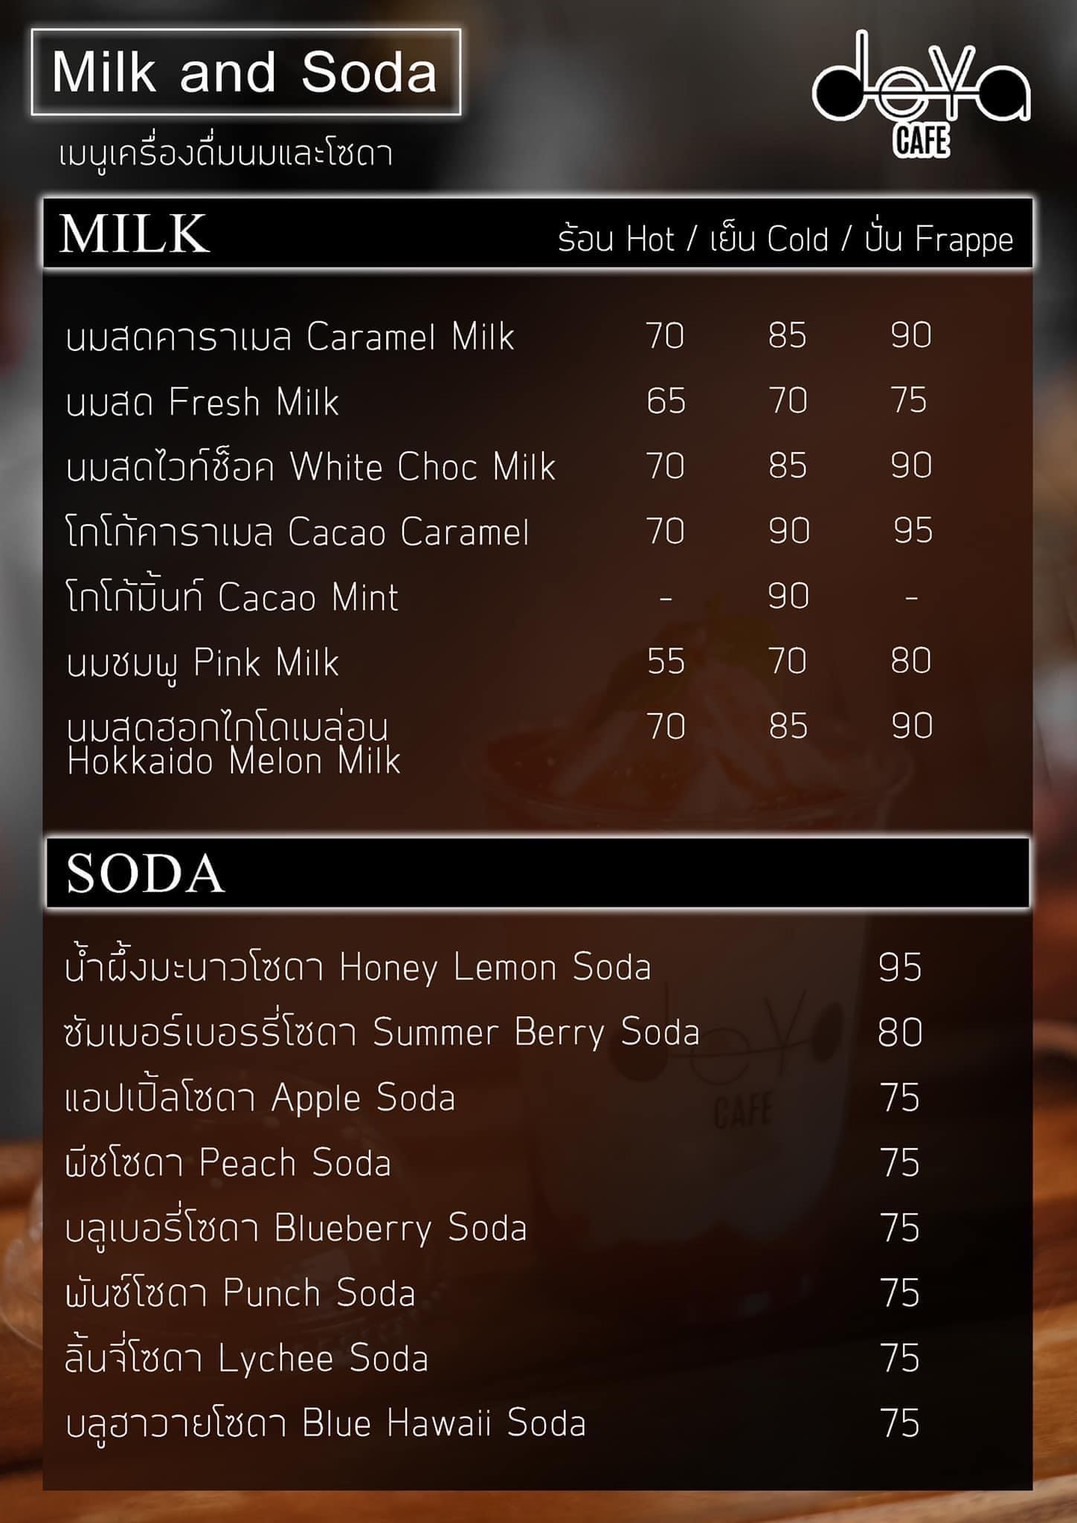 Milk and Soda
deya
CAFE
เมนูเครื่องดื่มนมและโซดา
MILK ร้อน Hot / เย็น Cold / ปั่น Frappe
นมสดคาราเมล Caramel Milk 70 85 90
นมสด Fresh Milk 65 70 75
นมสดไวท์ช็อค White Choc Milk 70 85 90
โกโก้คาราเมล Cacao Caramel 70 90 95
โกโก้มิ้นท์ Cacao Mint - 90 -
นมชมพู Pink Milk 55 70 80
นมสดฮอกไกโดเมล่อน 70 85 90
Hokkaido Melon Milk
SODA
น้ำผึ้งมะนาวโซดา Honey Lemon Soda 95
ซัมเมอร์เบอรรี่โซดา Summer Berry Soda 80
แอปเปิ้ลโซดา Apple Soda 75
พีชโซดา Peach Soda 75
บลูเบอรี่โซดา Blueberry Soda 75
พันซ์โซดา Punch Soda 75
ลิ้นจี่โซดา Lychee Soda 75
บลูฮาวายโซดา Blue Hawaii Soda 75
deya
CAFE